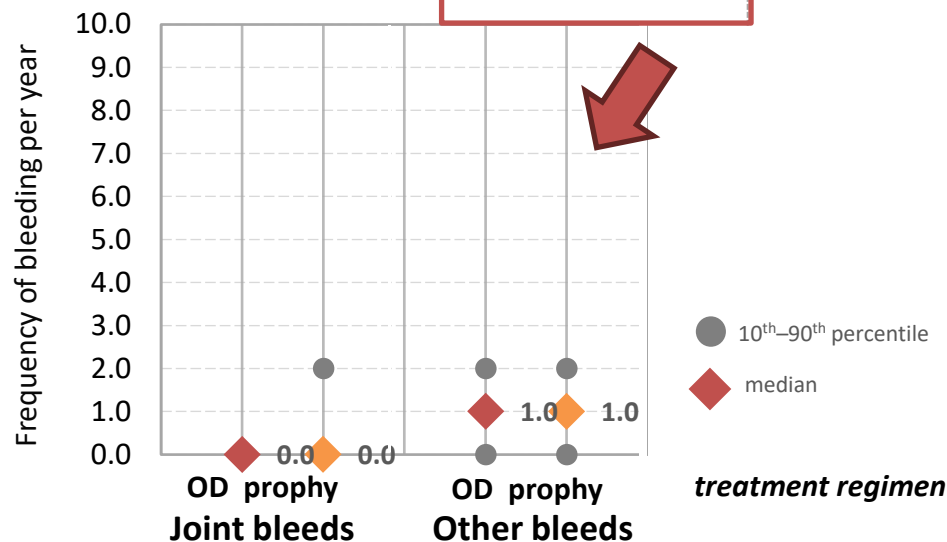 Frequency of bleeding per year
10.0
9.0
8.0
7.0
6.0
5.0
4.0
3.0
2.0
1.0
0.0
0.0 0.0 1.0 1.0
OD prophy OD prophy
Joint bleeds Other bleeds
10th–90th percentile
median
treatment regimen